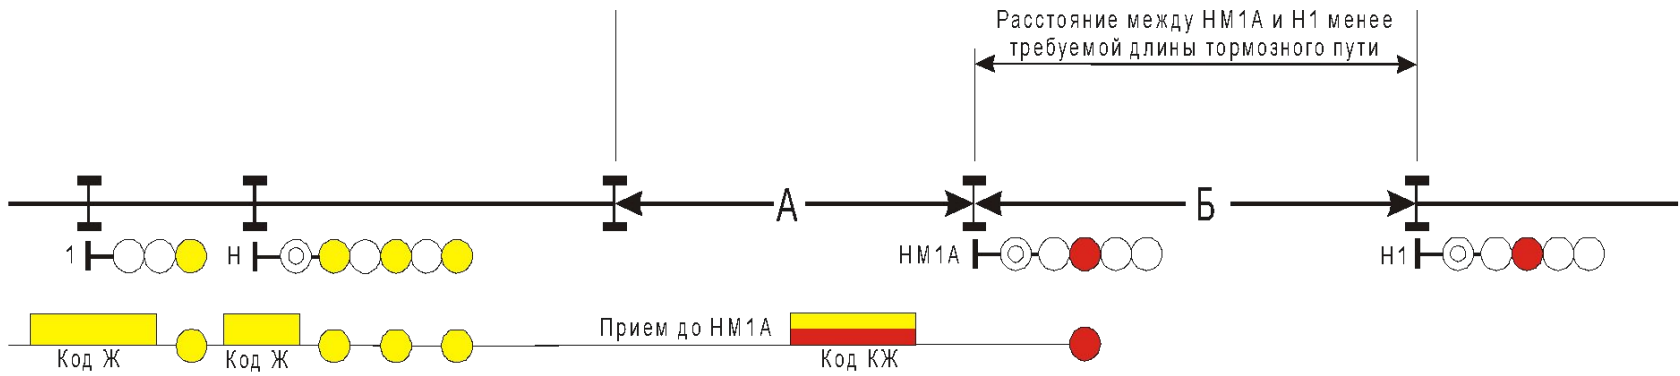 Расстояние между НМ1А и Н1 менее
требуемой длины тормозного пути
А
Б
1
Н
НМ1А
Н1
Прием до НМ1А
Код Ж
Код Ж
Код КЖ